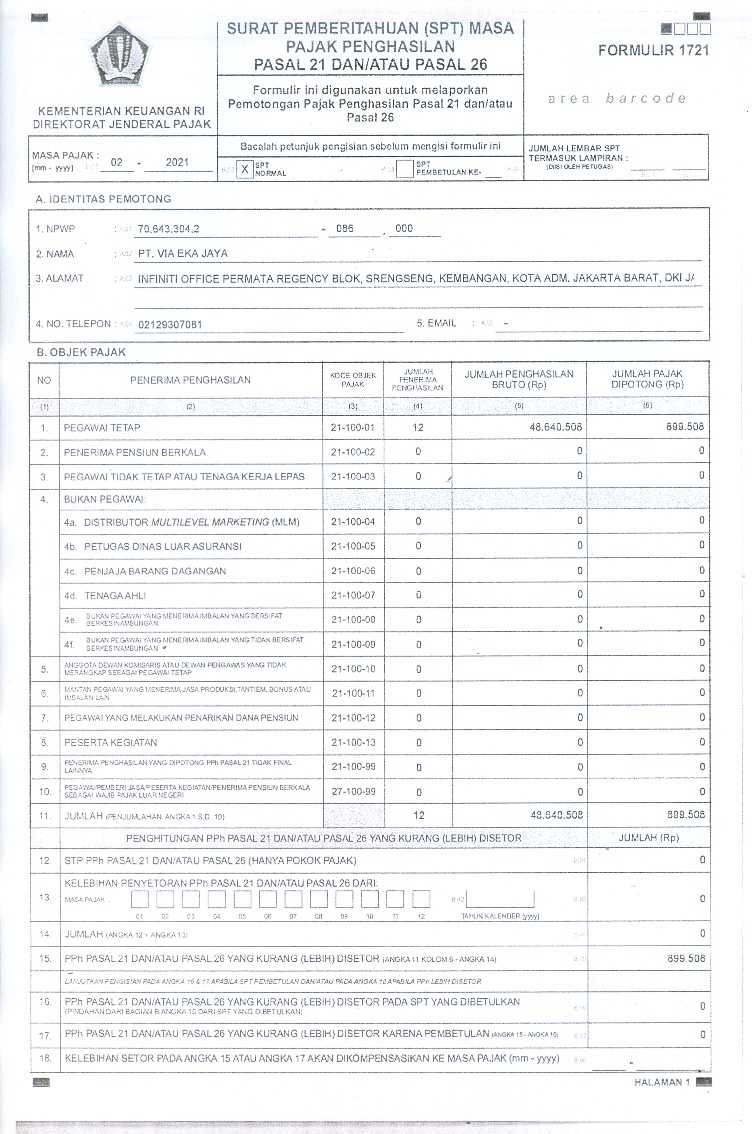 SURAT PEMBERITAHUAN (SPT) MASA
PAJAK PENGHASILAN
PASAL 21 DAN/ATAU PASAL 26
FORMULIR 1721
Formulir ini digunakan untuk melaporkan
Pemotongan Pajak Penghasilan Pasal 21 dan/atau
Pasal 26
area barcode
KEMENTERIAN KEUANGAN RI
DIREKTORAT JENDERAL PAJAK
MASA PAJAK :
(mm - yyyy) 02 - 2021
Bacalah petunjuk pengisian sebelum mengisi formulir ini
X SPT NORMAL
SPT PEMBETULAN KE-
JUMLAH LEMBAR SPT
TERMASUK LAMPIRAN :
(DIISI OLEH PETUGAS)
A. IDENTITAS PEMOTONG
1. NPWP : 70.643.304.2 - 086 . 000
2. NAMA : PT. VIA EKA JAYA
3. ALAMAT : INFINITI OFFICE PERMATA REGENCY BLOK, SRENGSENG, KEMBANGAN, KOTA ADM. JAKARTA BARAT, DKI JA
4. NO. TELEPON : 02129307081 5. EMAIL : -
B. OBJEK PAJAK
NO PENERIMA PENGHASILAN KODE OBJEK PAJAK JUMLAH PENERIMA PENGHASILAN JUMLAH PENGHASILAN BRUTO (Rp) JUMLAH PAJAK DIPOTONG (Rp)
(1) (2) (3) (4) (5) (6)
1. PEGAWAI TETAP 21-100-01 12 48.640.508 899.508
2. PENERIMA PENSIUN BERKALA 21-100-02 0 0 0
3 PEGAWAI TIDAK TETAP ATAU TENAGA KERJA LEPAS 21-100-03 0 0 0
4. BUKAN PEGAWAI:
4a. DISTRIBUTOR MULTILEVEL MARKETING (MLM) 21-100-04 0 0 0
4b. PETUGAS DINAS LUAR ASURANSI 21-100-05 0 0 0
4c. PENJAJA BARANG DAGANGAN 21-100-06 0 0 0
4d. TENAGA AHLI 21-100-07 0 0 0
4e. BUKAN PEGAWAI YANG MENERIMA IMBALAN YANG BERSIFAT BERKESINAMBUNGAN 21-100-08 0 0 0
4f. BUKAN PEGAWAI YANG MENERIMA IMBALAN YANG TIDAK BERSIFAT BERKESINAMBUNGAN 21-100-09 0 0 0
5. ANGGOTA DEWAN KOMISARIS ATAU DEWAN PENGAWAS YANG TIDAK MERANGKAP SEBAGAI PEGAWAI TETAP 21-100-10 0 0 0
6. MANTAN PEGAWAI YANG MENERIMA JASA PRODUKSI, TANTIEM, BONUS ATAU IMBALAN LAIN 21-100-11 0 0 0
7. PEGAWAI YANG MELAKUKAN PENARIKAN DANA PENSIUN 21-100-12 0 0 0
8. PESERTA KEGIATAN 21-100-13 0 0 0
9. PENERIMA PENGHASILAN YANG DIPOTONG PPh PASAL 21 TIDAK FINAL LAINNYA 21-100-99 0 0 0
10. PEGAWAI/PEMBERI JASA/PESERTA KEGIATAN/PENERIMA PENSIUN BERKALA SEBAGAI WAJIB PAJAK LUAR NEGERI 27-100-99 0 0 0
11. JUMLAH (PENJUMLAHAN ANGKA 1 S.D. 10) 12 48.640.508 899.508
PENGHITUNGAN PPh PASAL 21 DAN/ATAU PASAL 26 YANG KURANG (LEBIH) DISETOR JUMLAH (Rp)
12. STP PPh PASAL 21 DAN/ATAU PASAL 26 (HANYA POKOK PAJAK) 0
13. KELEBIHAN PENYETORAN PPh PASAL 21 DAN/ATAU PASAL 26 DARI:
MASA PAJAK : 0
01 02 03 04 05 06 07 08 09 10 11 12 TAHUN KALENDER (yyyy)
14. JUMLAH (ANGKA 12 + ANGKA 13) 0
15. PPh PASAL 21 DAN/ATAU PASAL 26 YANG KURANG (LEBIH) DISETOR (ANGKA 11 KOLOM 6 - ANGKA 14) 899.508
LANJUTKAN PENGISIAN PADA ANGKA 16 & 17 APABILA SPT PEMBETULAN DAN/ATAU PADA ANGKA 18 APABILA PPh LEBIH DISETOR
16. PPh PASAL 21 DAN/ATAU PASAL 26 YANG KURANG (LEBIH) DISETOR PADA SPT YANG DIBETULKAN
(PINDAHAN DARI BAGIAN B ANGKA 15 DARI SPT YANG DIBETULKAN) 0
17. PPh PASAL 21 DAN/ATAU PASAL 26 YANG KURANG (LEBIH) DISETOR KARENA PEMBETULAN (ANGKA 15 - ANGKA 16) 0
18. KELEBIHAN SETOR PADA ANGKA 15 ATAU ANGKA 17 AKAN DIKOMPENSASIKAN KE MASA PAJAK (mm - yyyy) -
HALAMAN 1